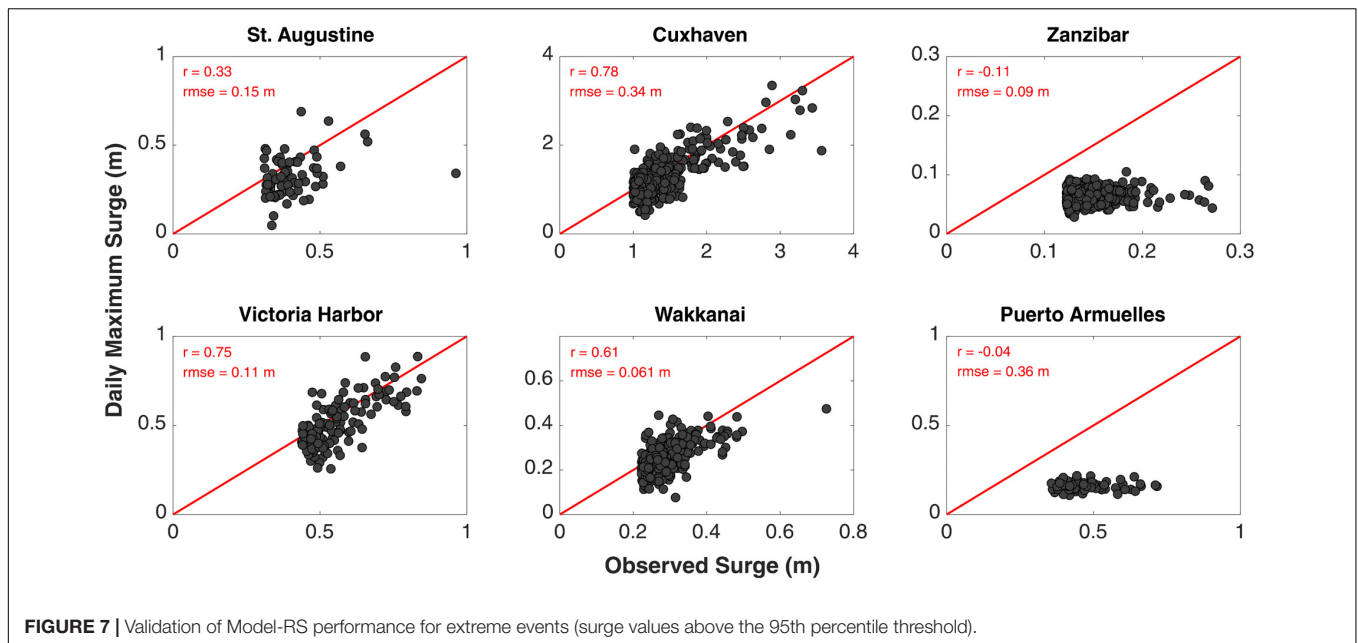 St. Augustine
1
0.5
0
0
0.5
1
r = 0.33
rmse = 0.15 m
Cuxhaven
4
2
0
0
1
2
3
4
r = 0.78
rmse = 0.34 m
Zanzibar
0.3
0.2
0.1
0
0
0.1
0.2
0.3
r = -0.11
rmse = 0.09 m
Daily Maximum Surge (m)
Victoria Harbor
1
0.5
0
0
0.5
1
r = 0.75
rmse = 0.11 m
Wakkanai
0.6
0.4
0.2
0
0
0.2
0.4
0.6
0.8
r = 0.61
rmse = 0.061 m
Puerto Armuelles
1
0.5
0
0
0.5
1
r = -0.04
rmse = 0.36 m
Observed Surge (m)
FIGURE 7 | Validation of Model-RS performance for extreme events (surge values above the 95th percentile threshold).